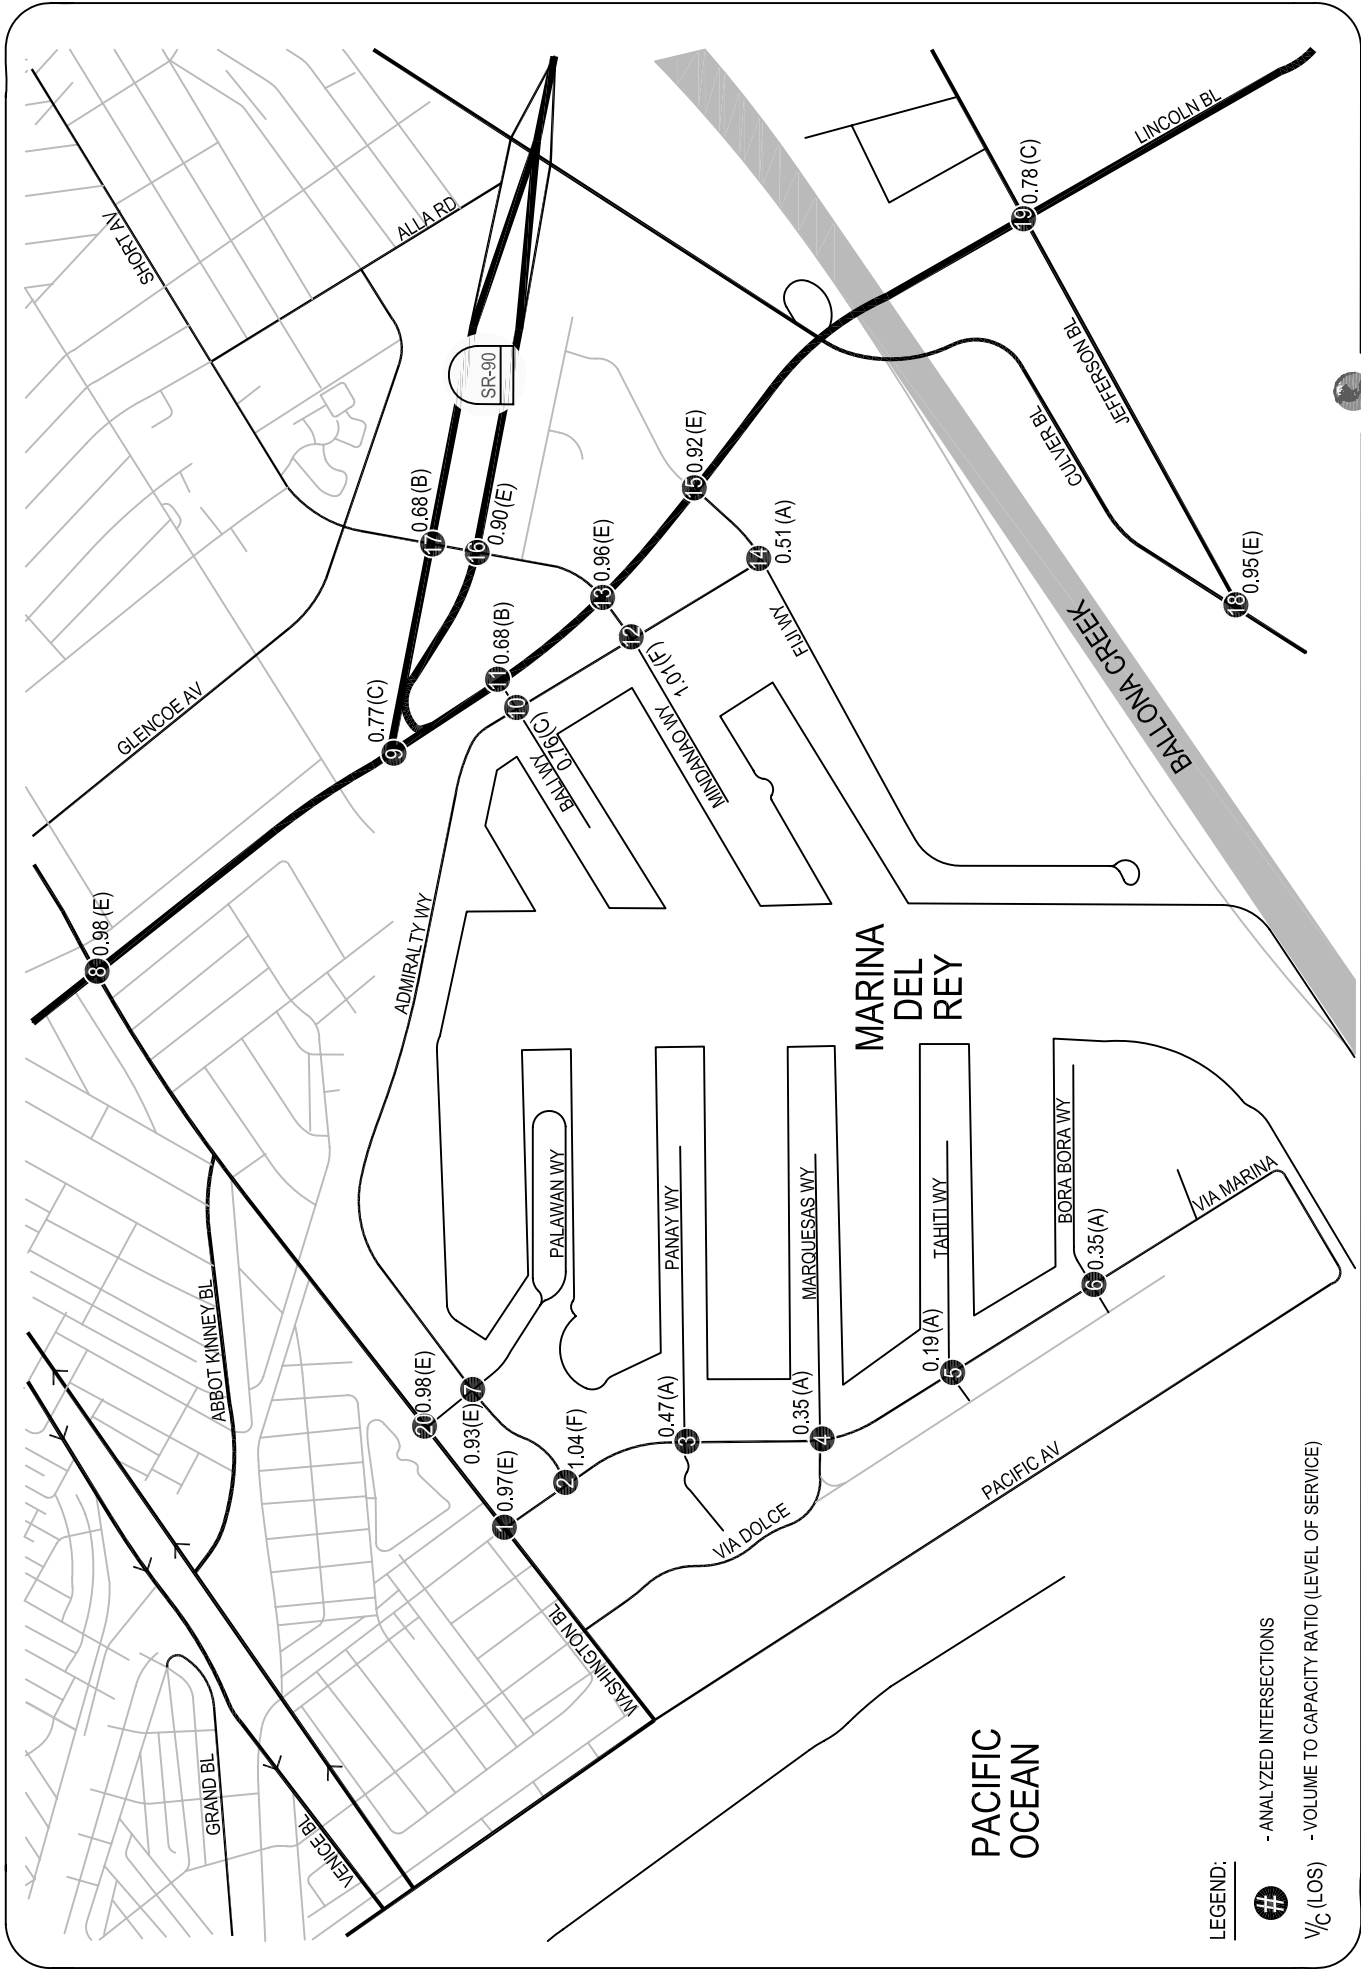 SHORT AV
ALLA RD
SR-90
GLENCOE AV
LINCOLN BL
JEFFERSON BL
CULVER BL
BALLONA CREEK
FIJI WY
MINDANAO WY
BALI WY
ADMIRALTY WY
MARINA
DEL
REY
ABBOT KINNEY BL
PALAWAN WY
PANAY WY
MARQUESAS WY
TAHITI WY
BORA BORA WY
VIA MARINA
VIA DOLCE
PACIFIC AV
WASHINGTON BL
GRAND BL
VENICE BL
PACIFIC
OCEAN
1 0.97 (E)
2 1.04 (F)
3 0.47 (A)
4 0.35 (A)
5 0.19 (A)
6 0.35 (A)
7 0.93 (E)
8 0.98 (E)
9 0.77 (C)
10 0.76 (C)
11 0.68 (B)
12 1.01 (F)
13 0.96 (E)
14 0.51 (A)
15 0.92 (E)
16 0.90 (E)
17 0.68 (B)
18 0.95 (E)
19 0.78 (C)
20 0.98 (E)
LEGEND:
# - ANALYZED INTERSECTIONS
V/C (LOS) - VOLUME TO CAPACITY RATIO (LEVEL OF SERVICE)